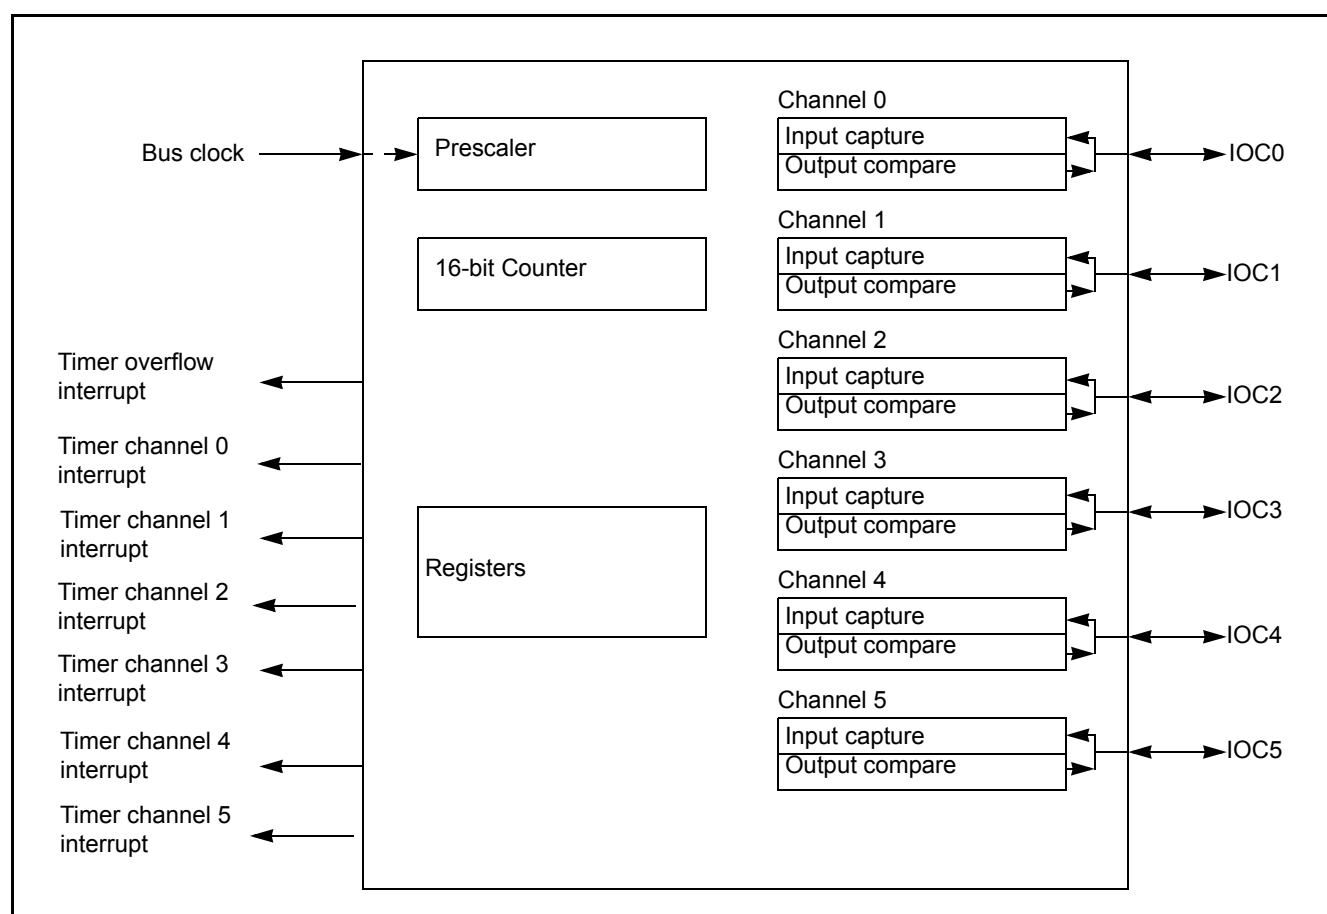 Bus clock
Timer overflow
interrupt
Timer channel 0
interrupt
Timer channel 1
interrupt
Timer channel 2
interrupt
Timer channel 3
interrupt
Timer channel 4
interrupt
Timer channel 5
interrupt
Prescaler
16-bit Counter
Registers
Channel 0
Input capture
Output compare
IOC0
Channel 1
Input capture
Output compare
IOC1
Channel 2
Input capture
Output compare
IOC2
Channel 3
Input capture
Output compare
IOC3
Channel 4
Input capture
Output compare
IOC4
Channel 5
Input capture
Output compare
IOC5